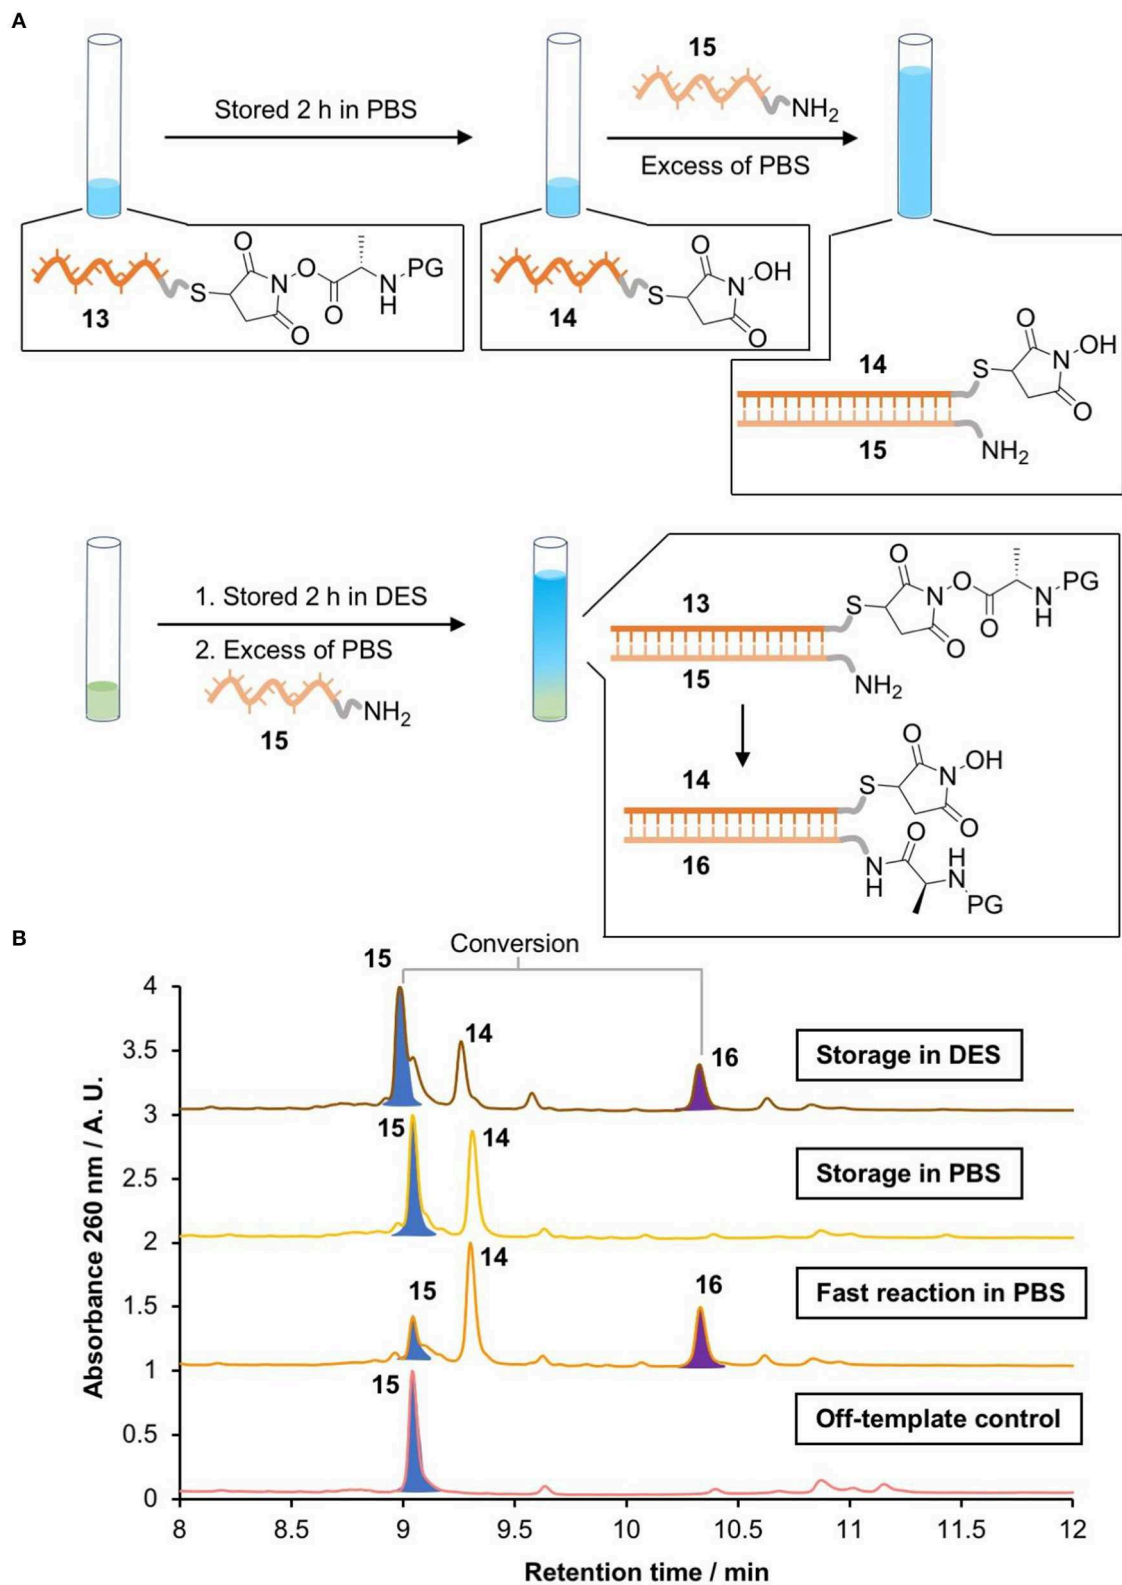 A
Stored 2 h in PBS
15
NH2
Excess of PBS
S
O
O
N
O
O
N
H
PG
13
S
O
O
N
OH
14
14
S
O
O
N
OH
15
NH2
1. Stored 2 h in DES
2. Excess of PBS
NH2
15
13
S
O
O
N
O
O
N
H
PG
15
NH2
14
S
O
O
N
OH
16
N
H
O
H
N
PG
B
Conversion
15
14
16
Storage in DES
15
14
Storage in PBS
14
15
16
Fast reaction in PBS
15
Off-template control
Absorbance 260 nm / A. U.
4
3.5
3
2.5
2
1.5
1
0.5
0
8
8.5
9
9.5
10
10.5
11
11.5
12
Retention time / min